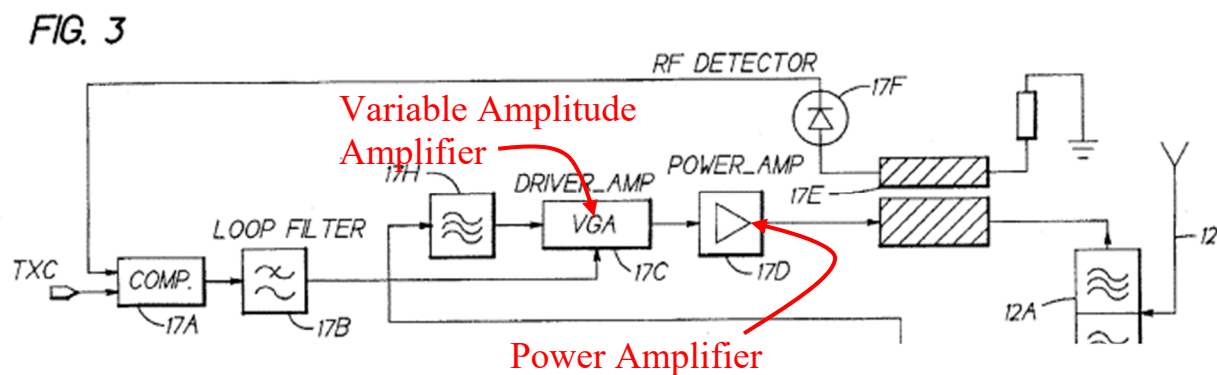 FIG. 3
RF DETECTOR
17F
Variable Amplitude
Amplifier
17H
DRIVER_AMP
POWER_AMP
17E
LOOP FILTER
VGA
TXC
COMP.
17C
17D
12
12A
17A
17B
Power Amplifier